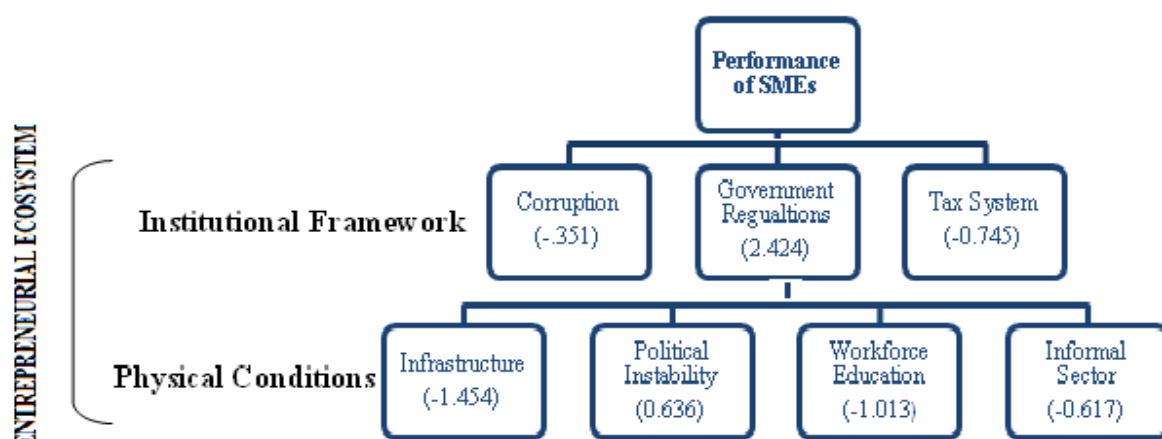 Performance
of SMEs
ENTREPRENEURIAL ECOSYSTEM
Institutional Framework
Corruption
(-.351)
Government
Regualtions
(2.424)
Tax System
(-0.745)
Physical Conditions
Infrastructure
(-1.454)
Political
Instability
(0.636)
Workforce
Education
(-1.013)
Informal
Sector
(-0.617)